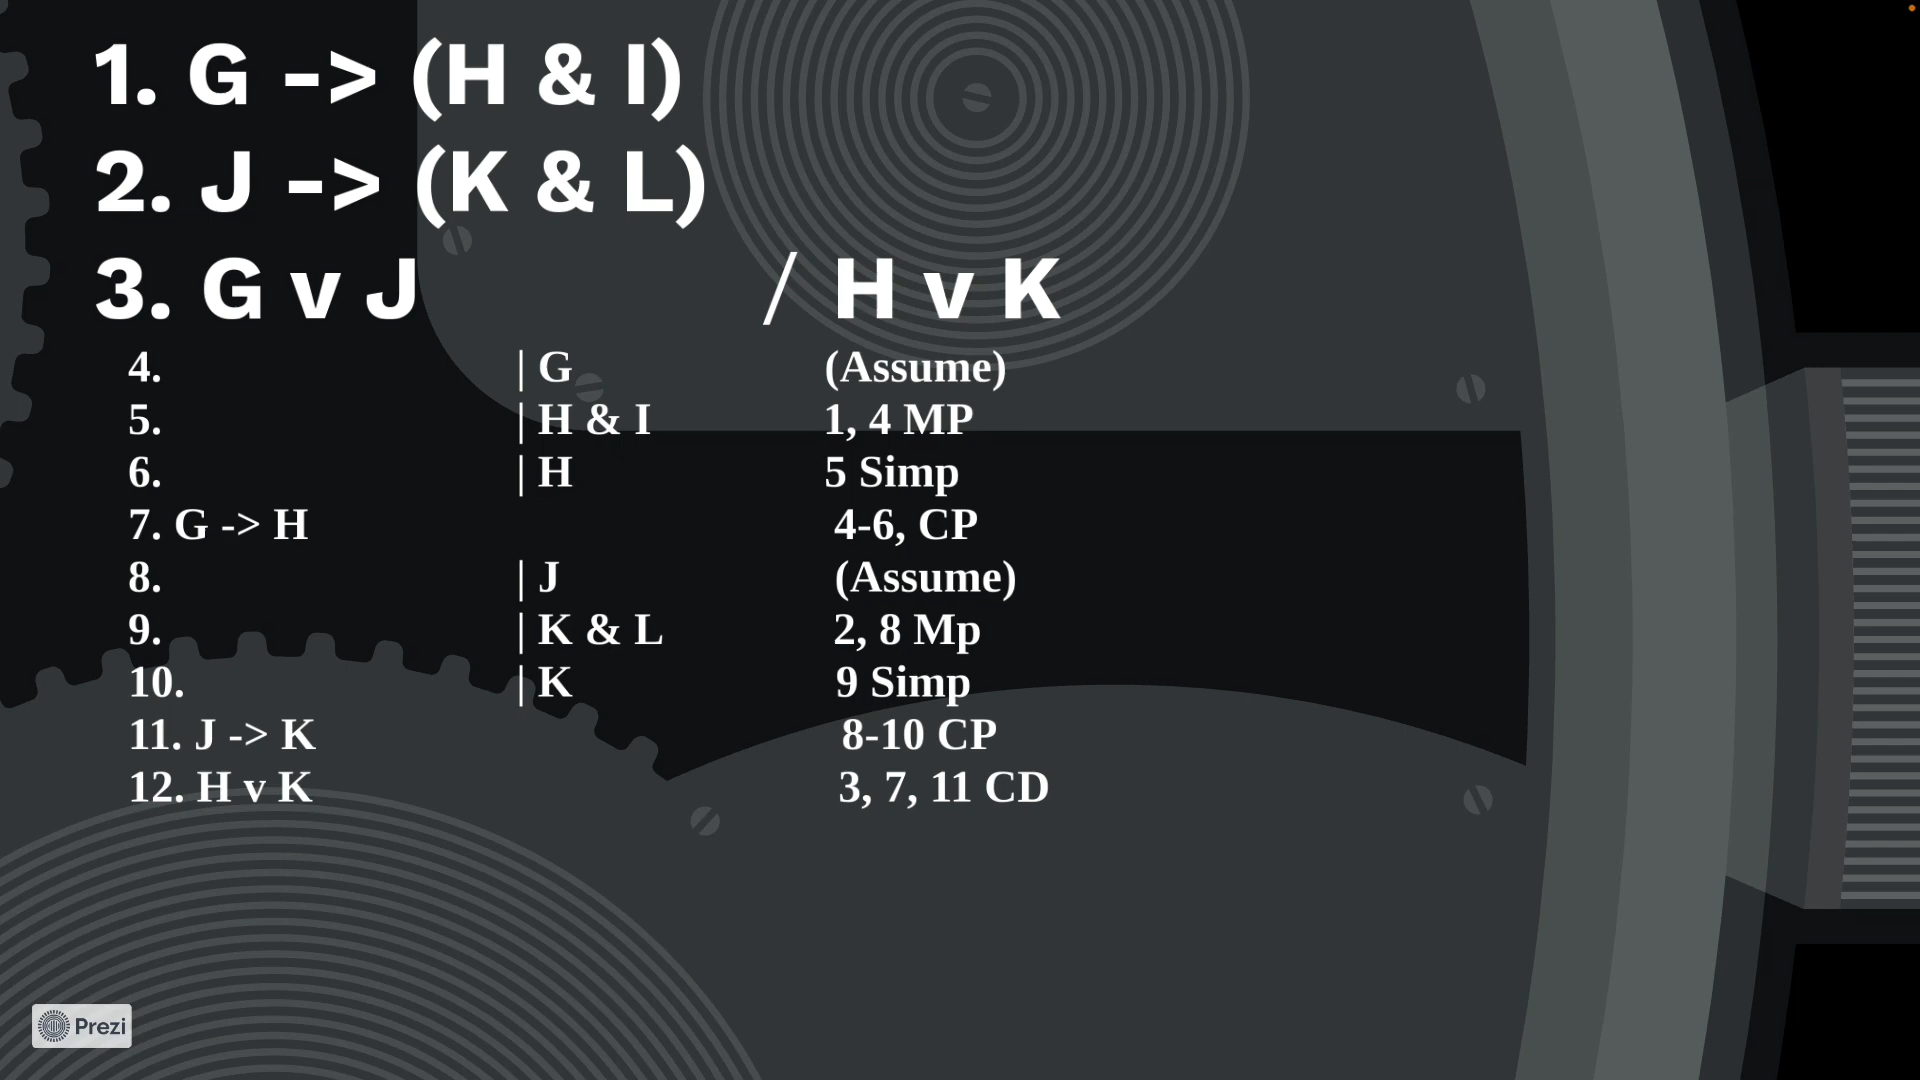 1. G -> (H & I)
2. J -> (K & L)
3. G v J / H v K
4. | G (Assume)
5. | H & I 1, 4 MP
6. | H 5 Simp
7. G -> H 4-6, CP
8. | J (Assume)
9. | K & L 2, 8 Mp
10. | K 9 Simp
11. J -> K 8-10 CP
12. H v K 3, 7, 11 CD
Prezi